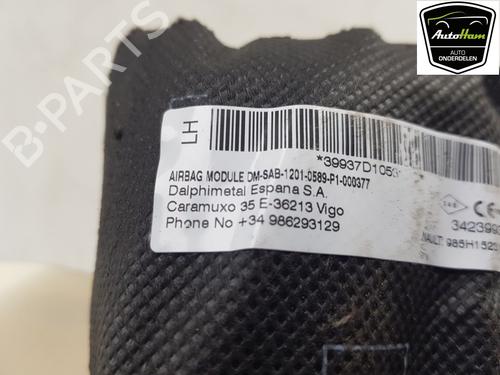 AutoHam
AUTO
ONDERDELEN
B-PARTS
LH
*39937D105
AIRBAG MODULE DM-SAB-1201-0589-P1-000377
Dalphimetal Espana S.A.
Caramuxo 35 E-36213 Vigo
Phone No +34 986293129
342399
985H152